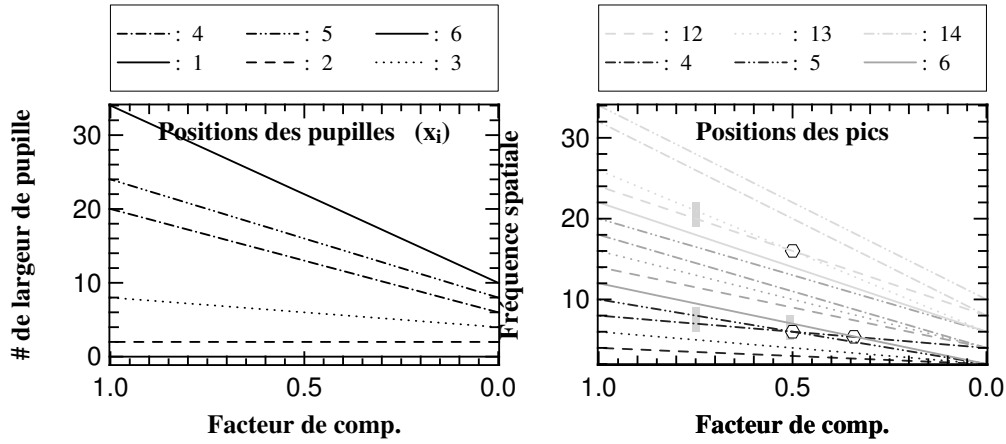 : 4 : 5 : 6
: 1 : 2 : 3
: 12 : 13 : 14
: 4 : 5 : 6
Positions des pupilles (xi)
# de largeur de pupille
30
20
10
0
1.0 0.5 0.0
Facteur de comp.
Positions des pics
Fréquence spatiale
30
20
10
1.0 0.5 0.0
Facteur de comp.